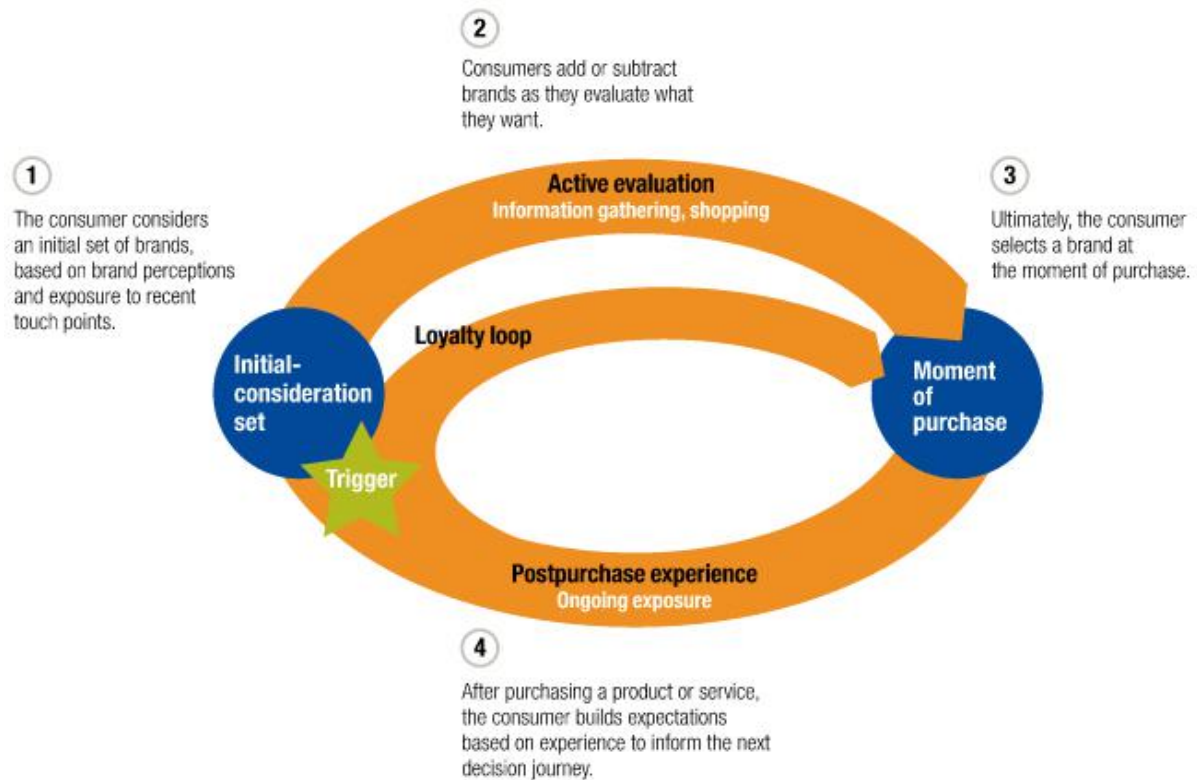 2
Consumers add or subtract
brands as they evaluate what
they want.
1
The consumer considers
an initial set of brands,
based on brand perceptions
and exposure to recent
touch points.
Active evaluation
Information gathering, shopping
3
Ultimately, the consumer
selects a brand at
the moment of purchase.
Loyalty loop
Initial-
consideration
set
Moment
of
purchase
Trigger
Postpurchase experience
Ongoing exposure
4
After purchasing a product or service,
the consumer builds expectations
based on experience to inform the next
decision journey.